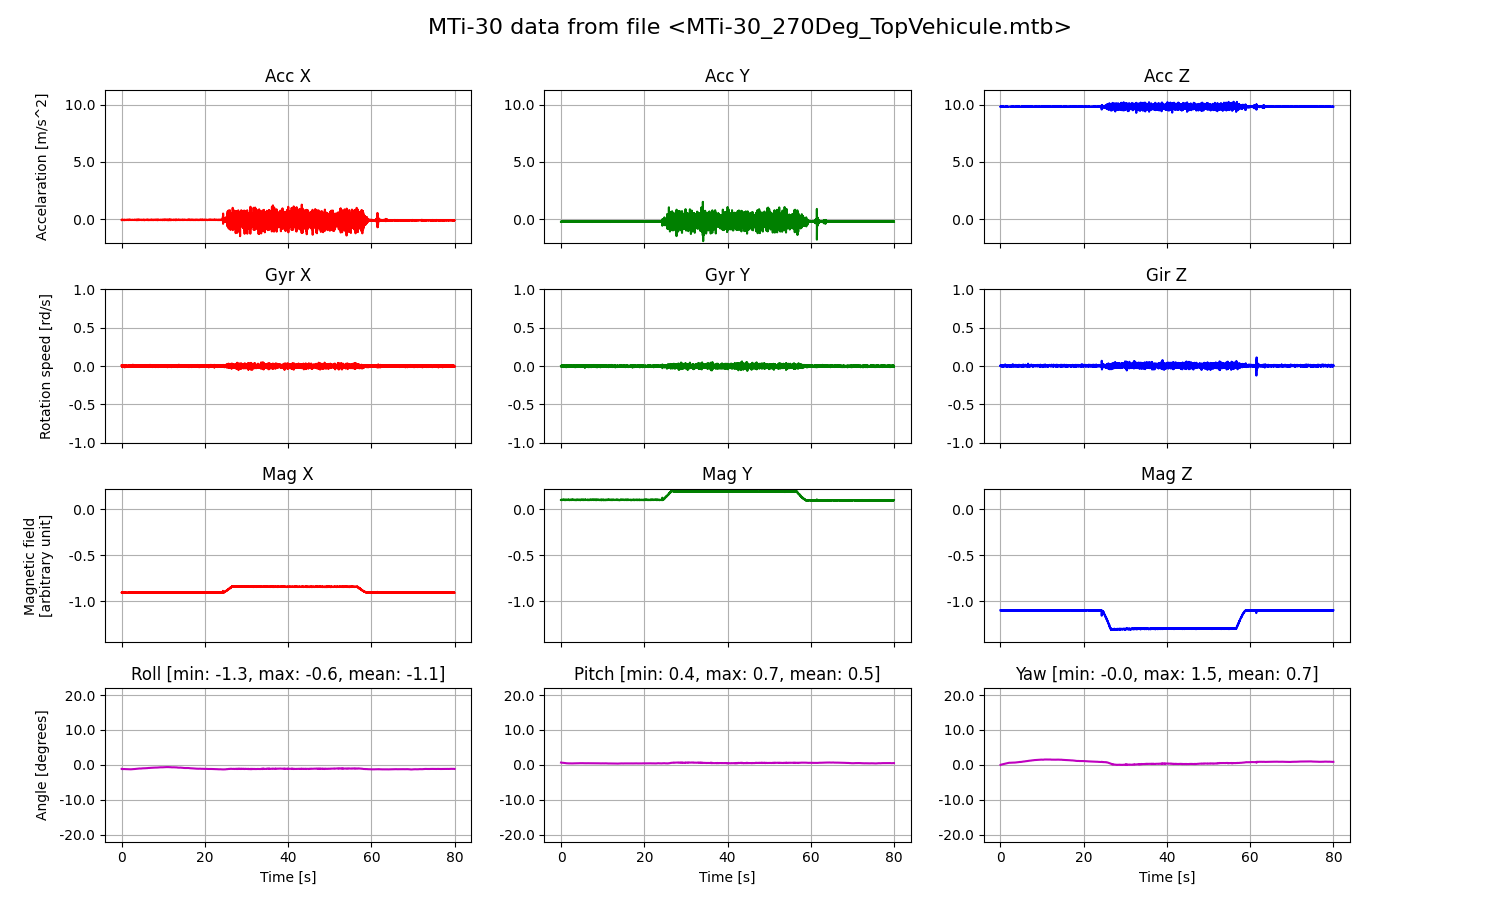 MTi-30 data from file <MTi-30_270Deg_TopVehicule.mtb>
Acc X
Acc Y
Acc Z
Accelaration [m/s^2]
10.0
5.0
0.0
10.0
5.0
0.0
10.0
5.0
0.0
Gyr X
Gyr Y
Gir Z
Rotation speed [rd/s]
1.0
0.5
0.0
-0.5
-1.0
1.0
0.5
0.0
-0.5
-1.0
1.0
0.5
0.0
-0.5
-1.0
Mag X
Mag Y
Mag Z
Magnetic field
[arbitrary unit]
0.0
-0.5
-1.0
0.0
-0.5
-1.0
0.0
-0.5
-1.0
Roll [min: -1.3, max: -0.6, mean: -1.1]
Pitch [min: 0.4, max: 0.7, mean: 0.5]
Yaw [min: -0.0, max: 1.5, mean: 0.7]
Angle [degrees]
20.0
10.0
0.0
-10.0
-20.0
20.0
10.0
0.0
-10.0
-20.0
20.0
10.0
0.0
-10.0
-20.0
0 20 40 60 80
0 20 40 60 80
0 20 40 60 80
Time [s]
Time [s]
Time [s]